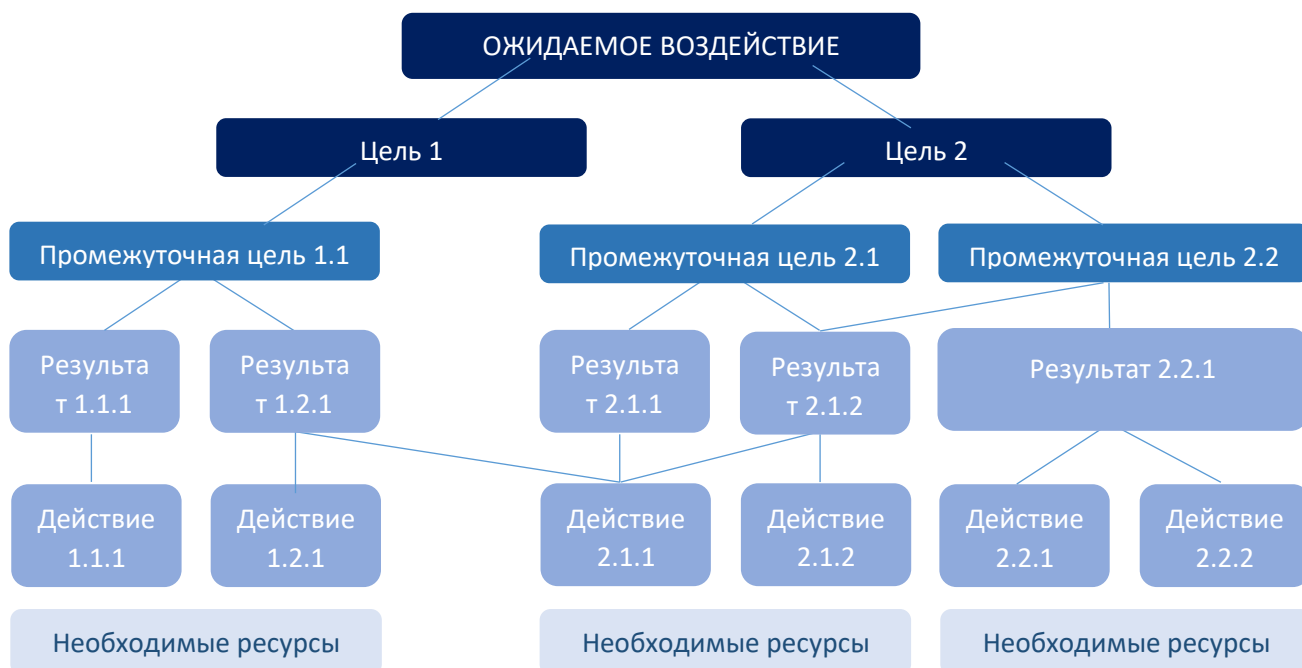 ОЖИДАЕМОЕ ВОЗДЕЙСТВИЕ
Цель 1
Цель 2
Промежуточная цель 1.1
Промежуточная цель 2.1
Промежуточная цель 2.2
Результа
т 1.1.1
Результа
т 1.2.1
Результа
т 2.1.1
Результа
т 2.1.2
Результат 2.2.1
Действие
1.1.1
Действие
1.2.1
Действие
2.1.1
Действие
2.1.2
Действие
2.2.1
Действие
2.2.2
Необходимые ресурсы
Необходимые ресурсы
Необходимые ресурсы